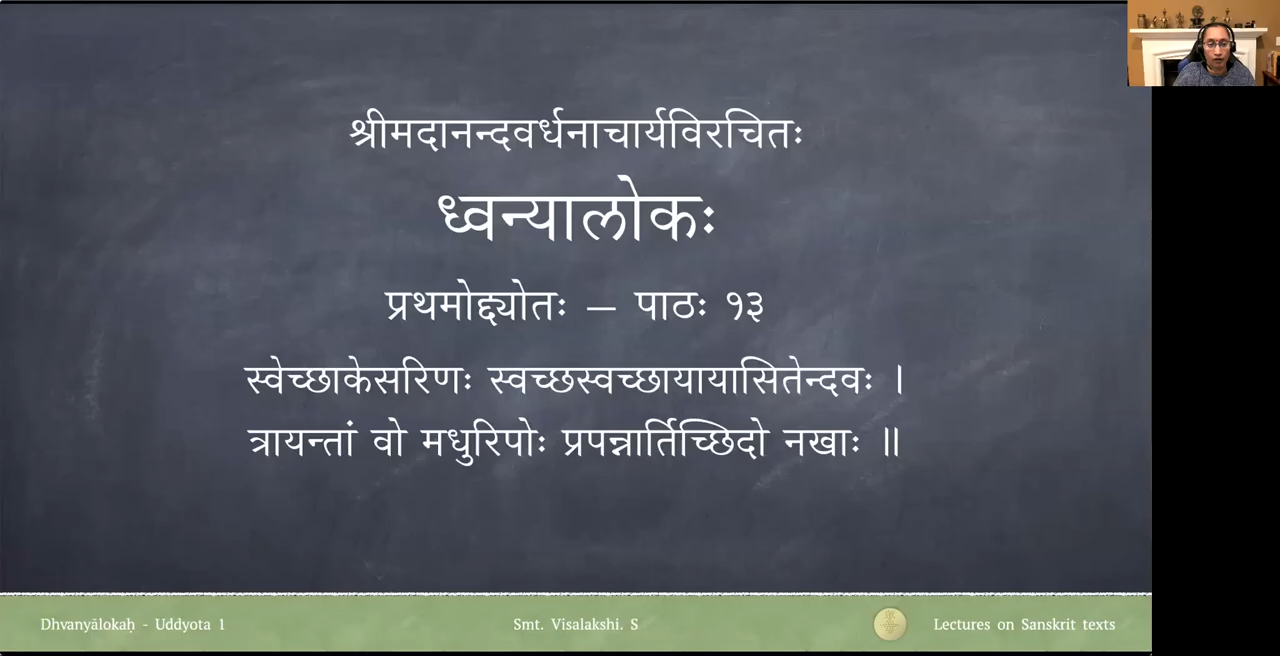 श्रीमदानन्दवर्धनाचार्यविरचितः
ध्वन्यालोकः
प्रथमोद्द्योतः – पाठः १३
स्वेच्छाकेसरिणः स्वच्छस्वच्छायायासितेन्दवः ।
त्रायन्तां वो मधुरिपोः प्रपन्नार्तिच्छिदो नखाः ॥
Dhvanyālokaḥ - Uddyota 1 Smt. Visalakshi. S Lectures on Sanskrit texts